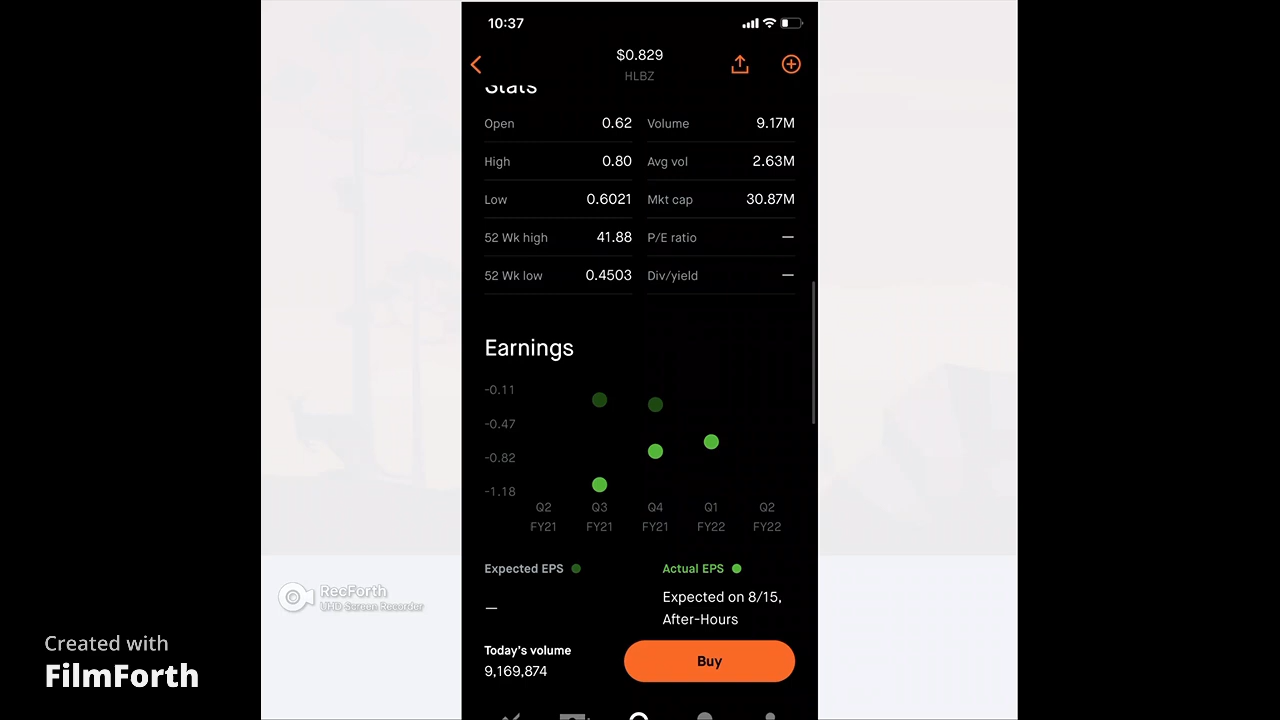 10:37
$0.829
HLBZ
Stats
Open 0.62 Volume 9.17M
High 0.80 Avg vol 2.63M
Low 0.6021 Mkt cap 30.87M
52 Wk high 41.88 P/E ratio —
52 Wk low 0.4503 Div/yield —
Earnings
-0.11
-0.47
-0.82
-1.18
Q2 Q3 Q4 Q1 Q2
FY21 FY21 FY21 FY22 FY22
Expected EPS Actual EPS
— Expected on 8/15,
After-Hours
Today's volume
9,169,874
Buy
RecForth
UHD Screen Recorder
Created with
FilmForth